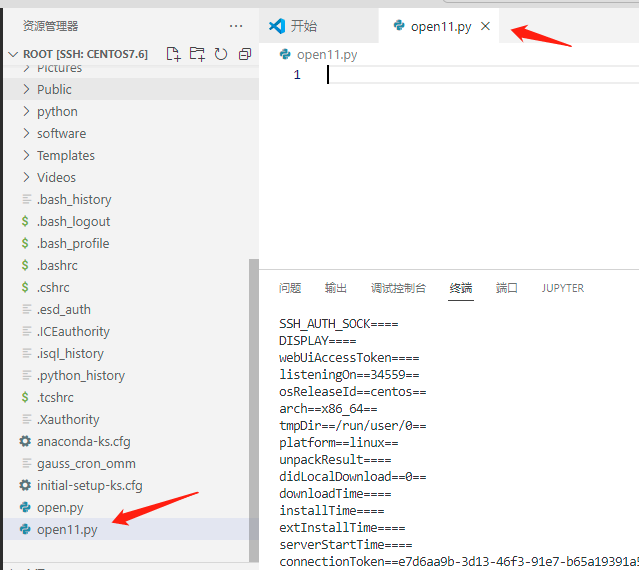 资源管理器
ROOT [SSH: CENTOS7.6]
Pictures
Public
python
software
Templates
Videos
.bash_history
.bash_logout
.bash_profile
.bashrc
.cshrc
.esd_auth
.ICEauthority
.isql_history
.python_history
.tcshrc
.Xauthority
anaconda-ks.cfg
gauss_cron_omm
initial-setup-ks.cfg
open.py
open11.py
开始
open11.py
open11.py
1
问题 输出 调试控制台 终端 端口 JUPYTER
SSH_AUTH_SOCK====
DISPLAY====
webUiAccessToken====
listeningOn==34559==
osReleaseId==centos==
arch==x86_64==
tmpDir==/run/user/0==
platform==linux==
unpackResult====
didLocalDownload==0==
downloadTime====
installTime====
extInstallTime====
serverStartTime====
connectionToken==e7d6aa9b-3d13-46f3-91e7-b65a19391a